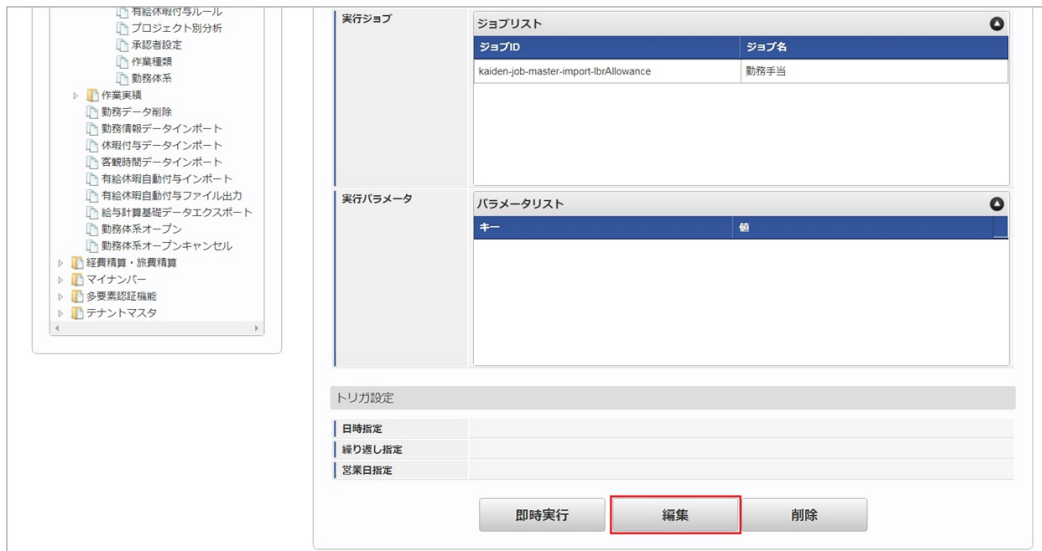 有給休暇付与ルール
プロジェクト別分析
承認者設定
作業種類
勤務体系
作業実績
勤務データ削除
勤務情報データインポート
休暇付与データインポート
客観時間データインポート
有給休暇自動付与インポート
有給休暇自動付与ファイル出力
給与計算基礎データエクスポート
勤務体系オープン
勤務体系オープンキャンセル
経費精算・旅費精算
マイナンバー
多要素認証機能
テナントマスタ
実行ジョブ
ジョブリスト
ジョブID ジョブ名
kaiden-job-master-import-lbrAllowance 勤務手当
実行パラメータ
パラメータリスト
キー 値
トリガ設定
日時指定
繰り返し指定
営業日指定
即時実行 編集 削除